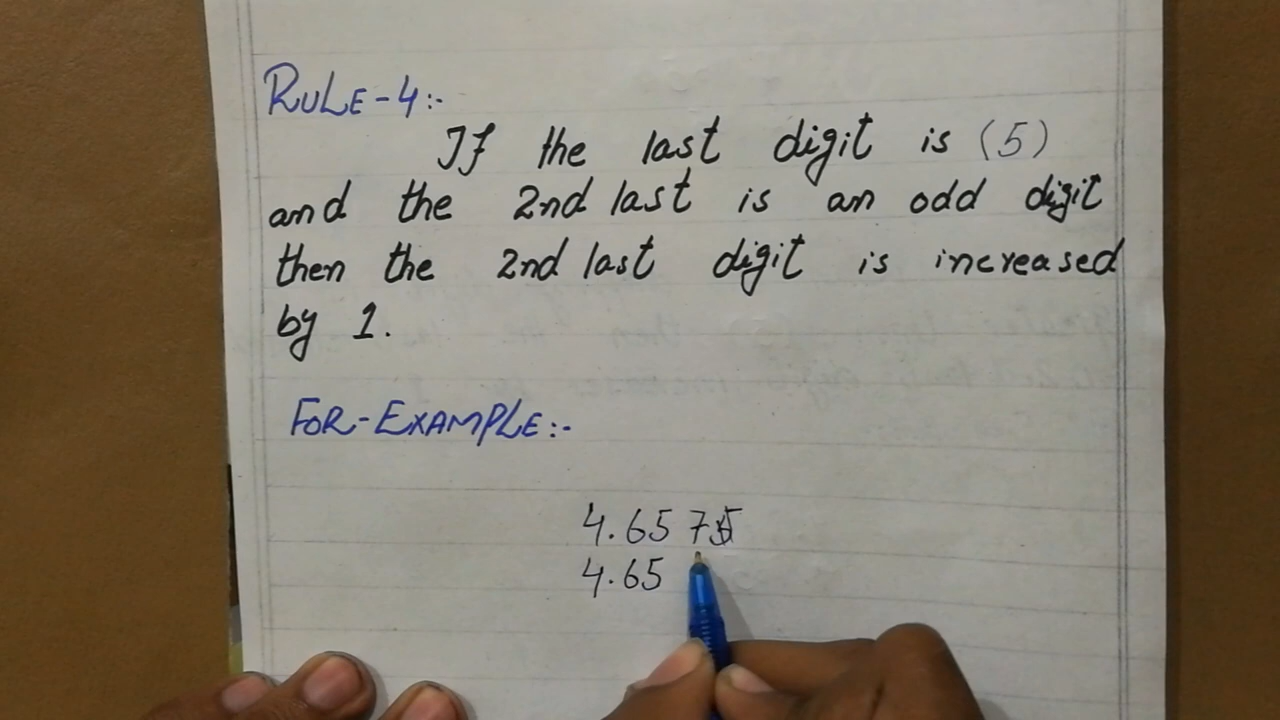 RULE-4:-
If the last digit is (5)
and the 2nd last is an odd digit
then the 2nd last digit is increased
by 1.
FOR-EXAMPLE:-
4.6575
4.65